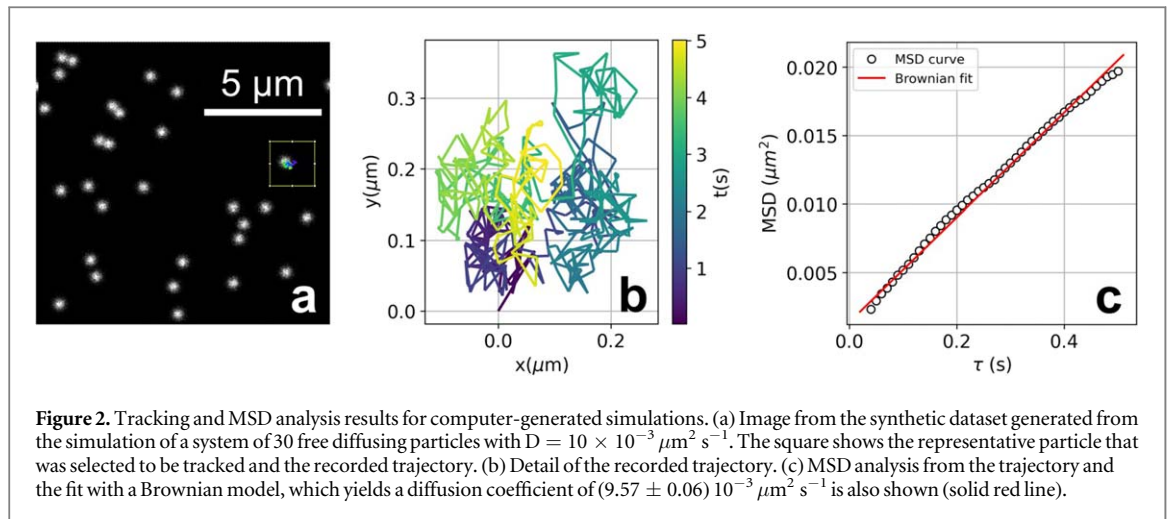 5 μm
a
0.3
0.2
0.1
0.0
y(μm)
0.0
0.2
x(μm)
b
5
4
3
2
1
t(s)
0.020
0.015
0.010
0.005
MSD (μm²)
MSD curve
Brownian fit
0.0
0.2
0.4
τ (s)
c
Figure 2. Tracking and MSD analysis results for computer-generated simulations. (a) Image from the synthetic dataset generated from
the simulation of a system of 30 free diffusing particles with D = 10 × 10⁻³ μm² s⁻¹. The square shows the representative particle that
was selected to be tracked and the recorded trajectory. (b) Detail of the recorded trajectory. (c) MSD analysis from the trajectory and
the fit with a Brownian model, which yields a diffusion coefficient of (9.57 ± 0.06) 10⁻³ μm² s⁻¹ is also shown (solid red line).